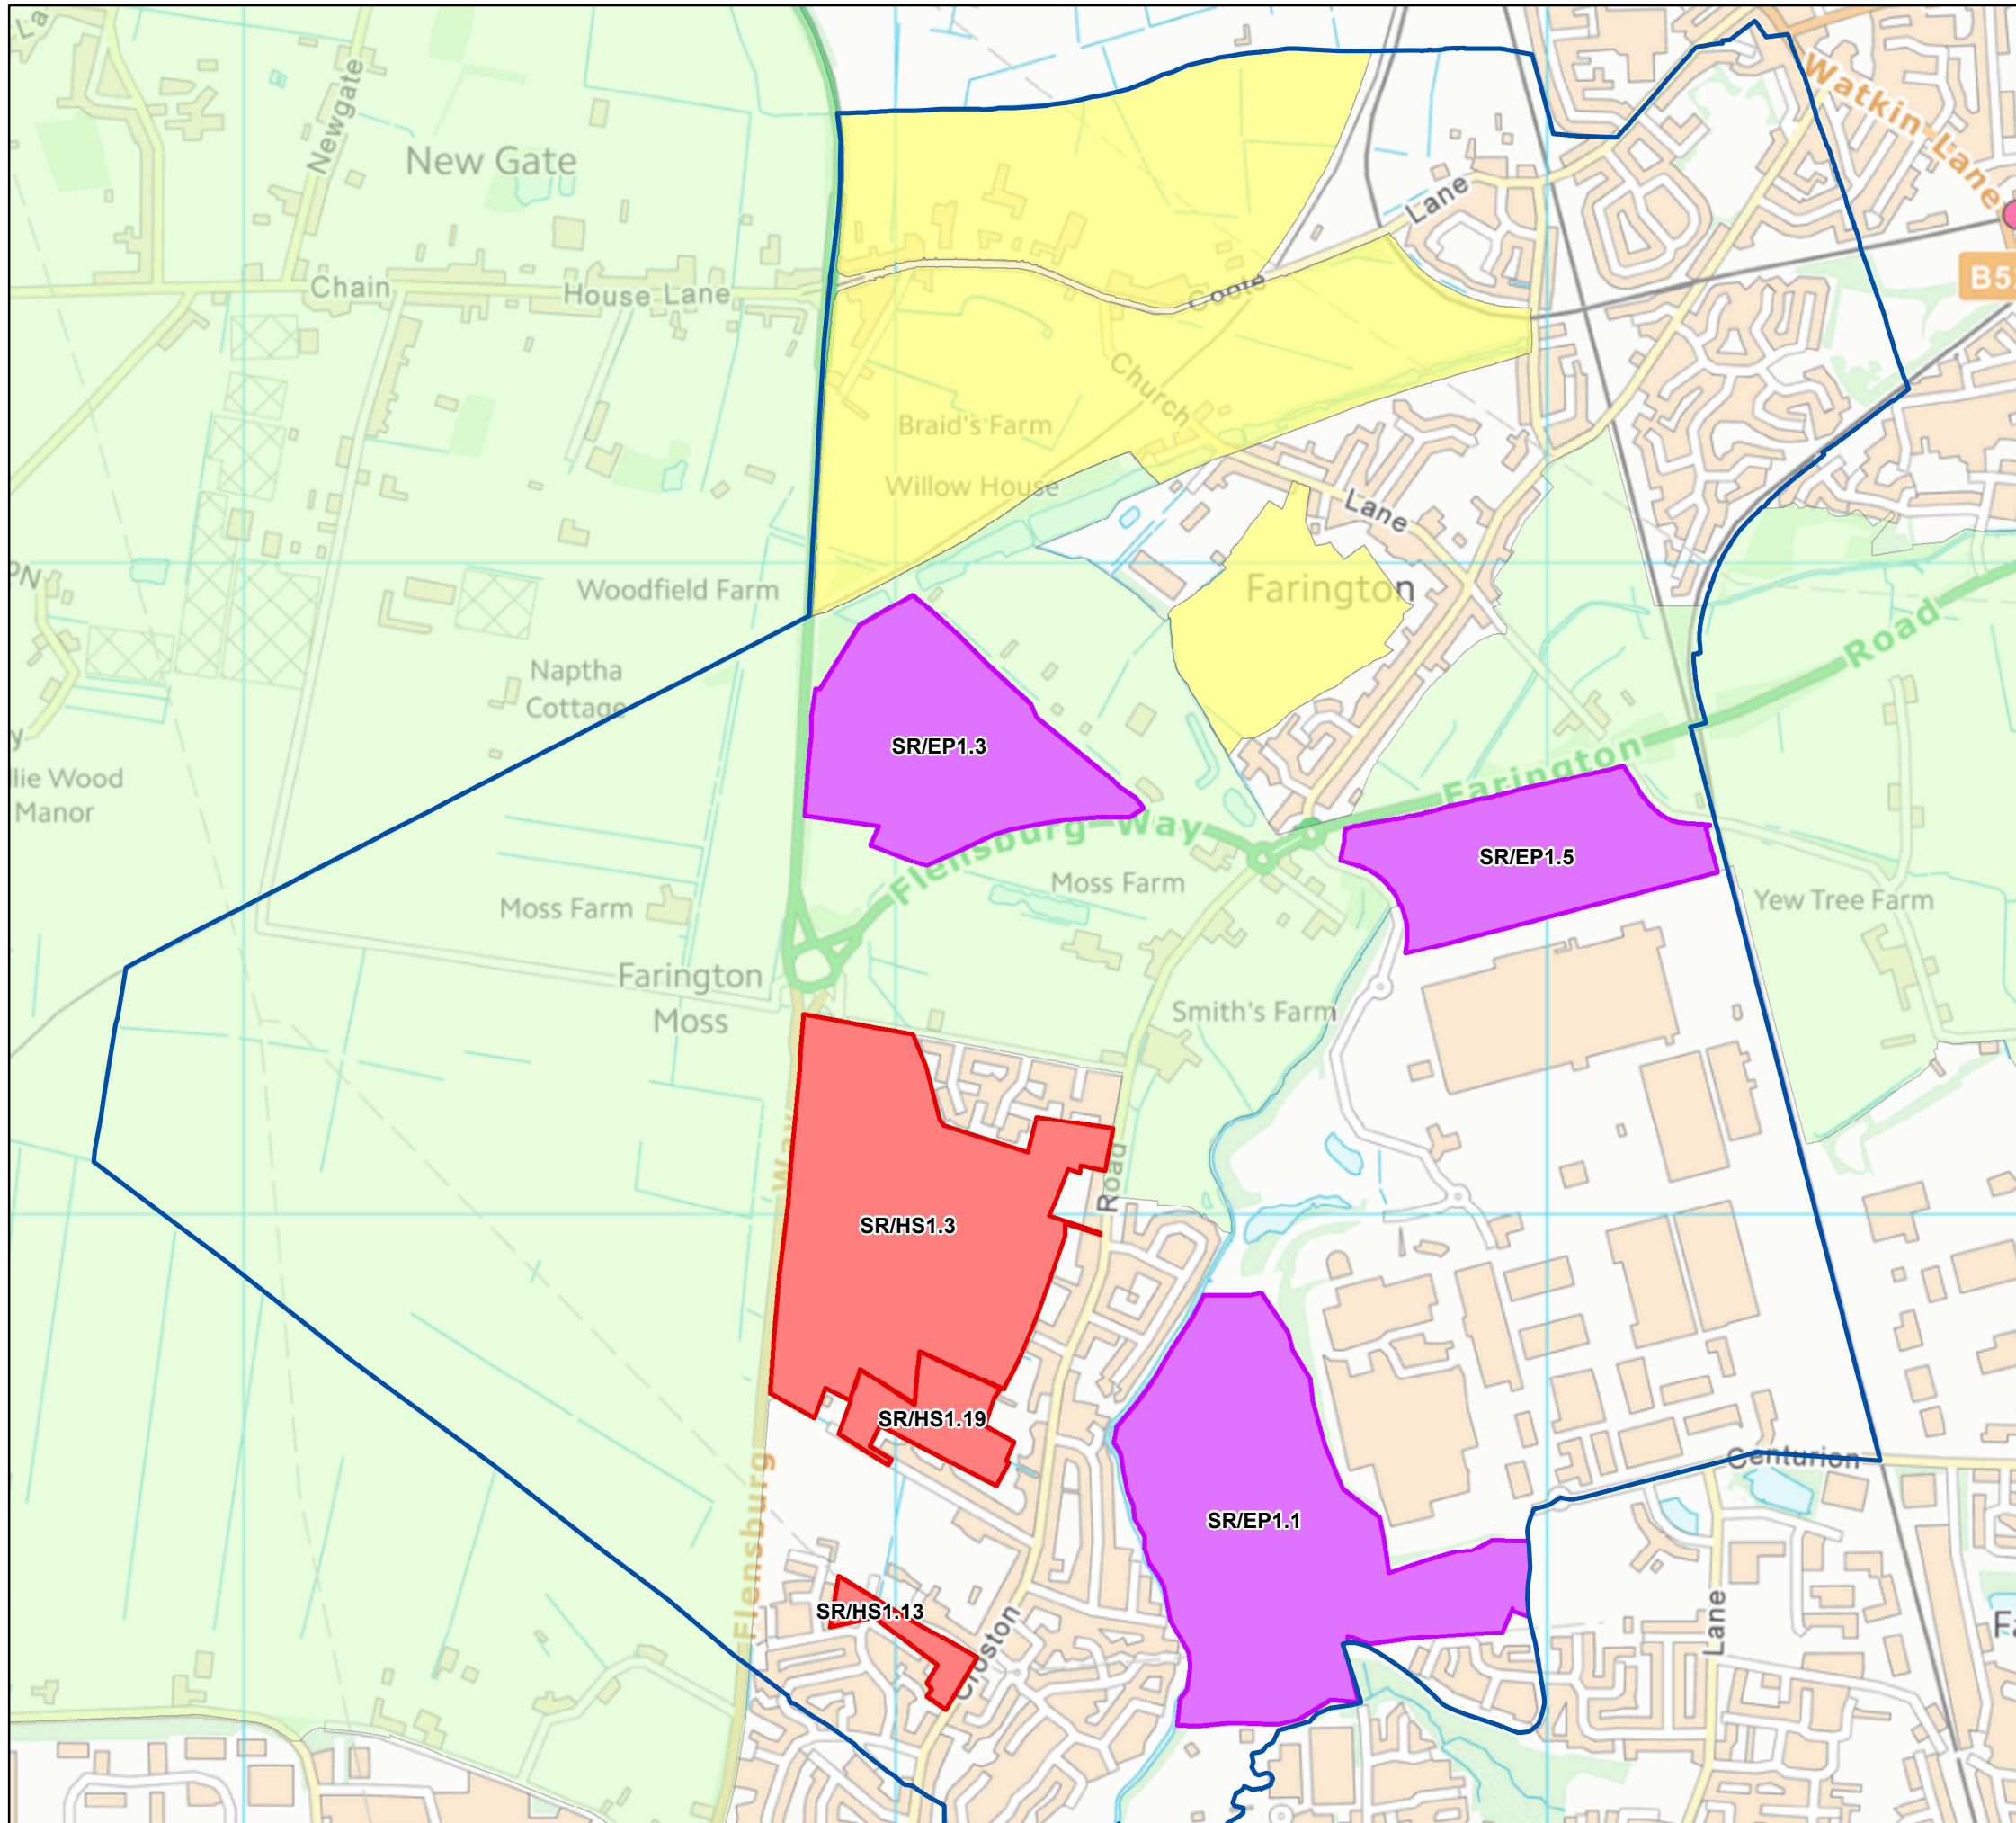 Newgate
New Gate
Watkin Lane
Lane
B5
Chain
House Lane
Coote
Church
Braid's Farm
Willow House
Lane
Woodfield Farm
Farington
Road
Naptha
Cottage
SR/EP1.3
Farington
llie Wood
Manor
Flensburg Way
SR/EP1.5
Moss Farm
Moss Farm
Yew Tree Farm
Farington
Moss
Smith's Farm
Way
Road
SR/HS1.3
SR/HS1.19
Centurion
SR/EP1.1
Flensburg
SR/HS1.13
Croston
Lane